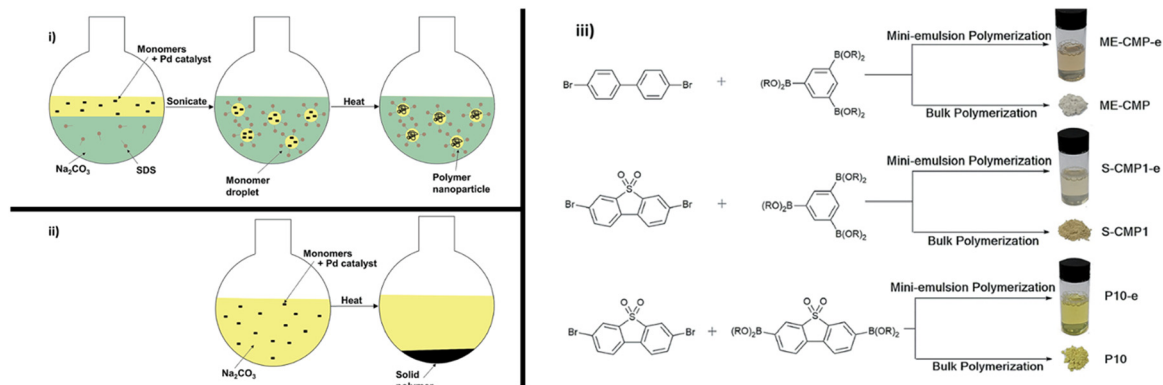 i)
Monomers
+ Pd catalyst
Sonicate
Heat
Na2CO3
SDS
Monomer
droplet
Polymer
nanoparticle
ii)
Monomers
+ Pd catalyst
Heat
Na2CO3
Solid
polymer
iii)
Br
Br
+
(RO)2B
B(OR)2
B(OR)2
Mini-emulsion Polymerization
Bulk Polymerization
ME-CMP-e
ME-CMP
O
O
S
Br
Br
+
(RO)2B
B(OR)2
B(OR)2
Mini-emulsion Polymerization
Bulk Polymerization
S-CMP1-e
S-CMP1
O
O
S
Br
Br
+
O
O
S
(RO)2B
B(OR)2
Mini-emulsion Polymerization
Bulk Polymerization
P10-e
P10